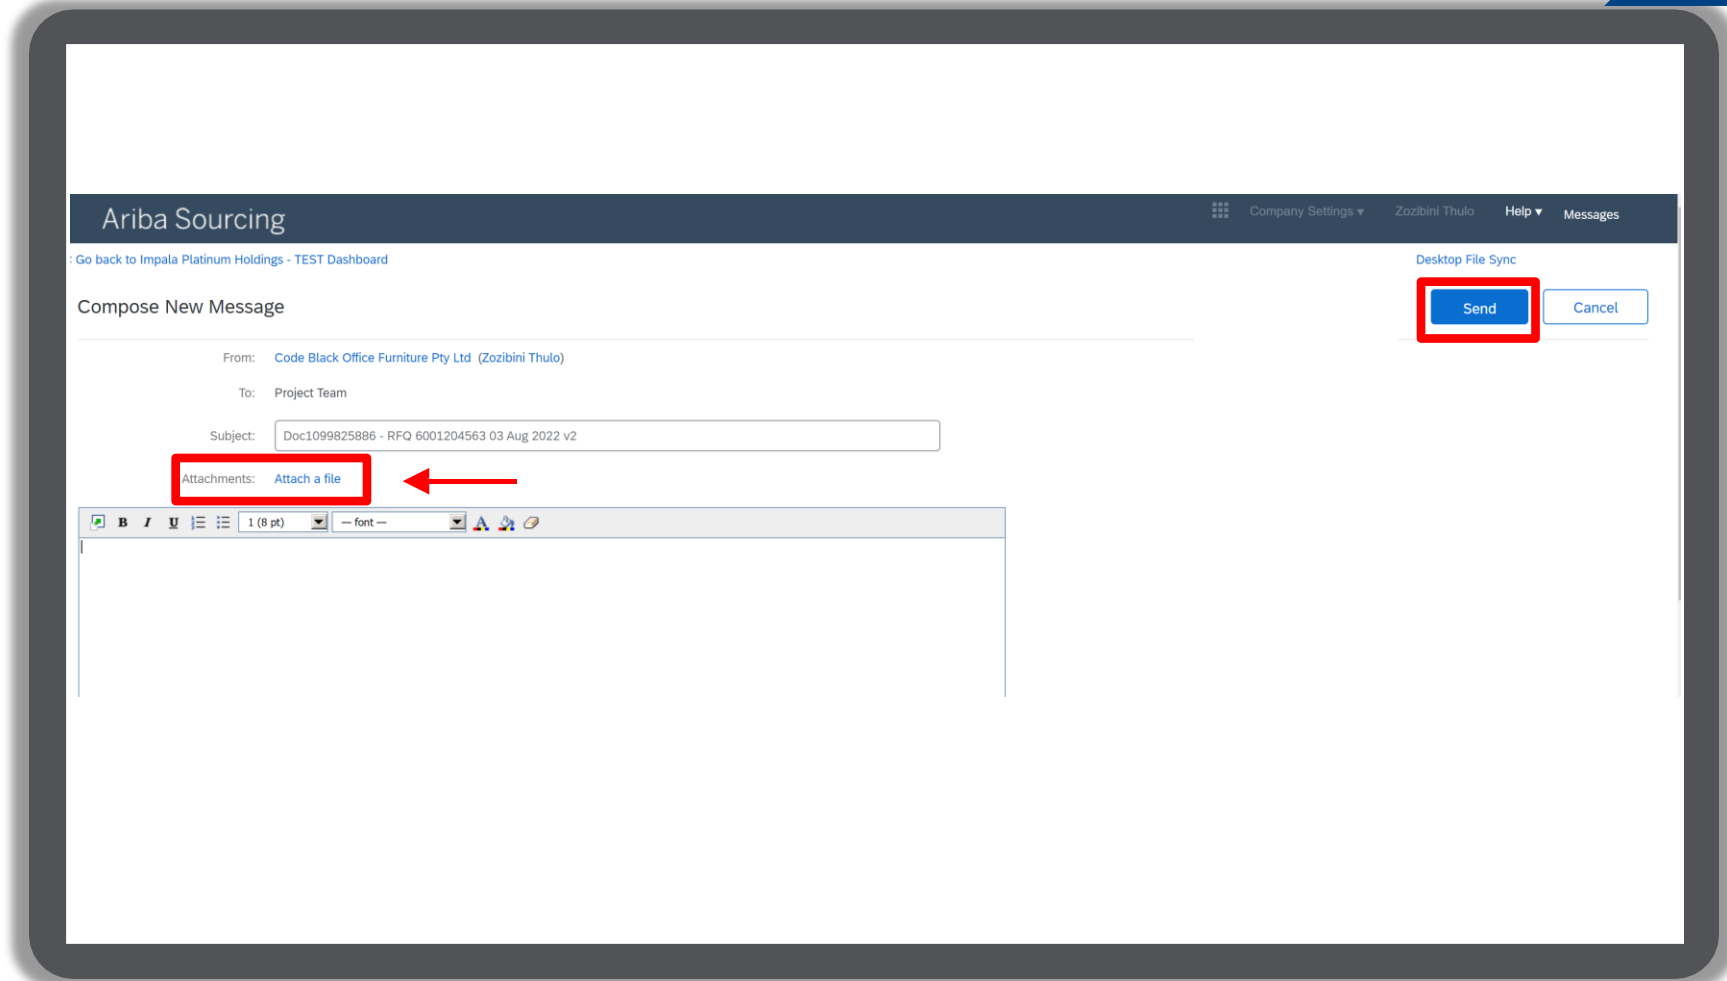 Ariba Sourcing
Company Settings ▾ Zozibini Thulo Help ▾ Messages
Go back to Impala Platinum Holdings - TEST Dashboard
Desktop File Sync
Compose New Message
Send Cancel
From: Code Black Office Furniture Pty Ltd (Zozibini Thulo)
To: Project Team
Subject: Doc1099825886 - RFQ 6001204563 03 Aug 2022 v2
Attachments: Attach a file
B I U 1 (8 pt) — font — A